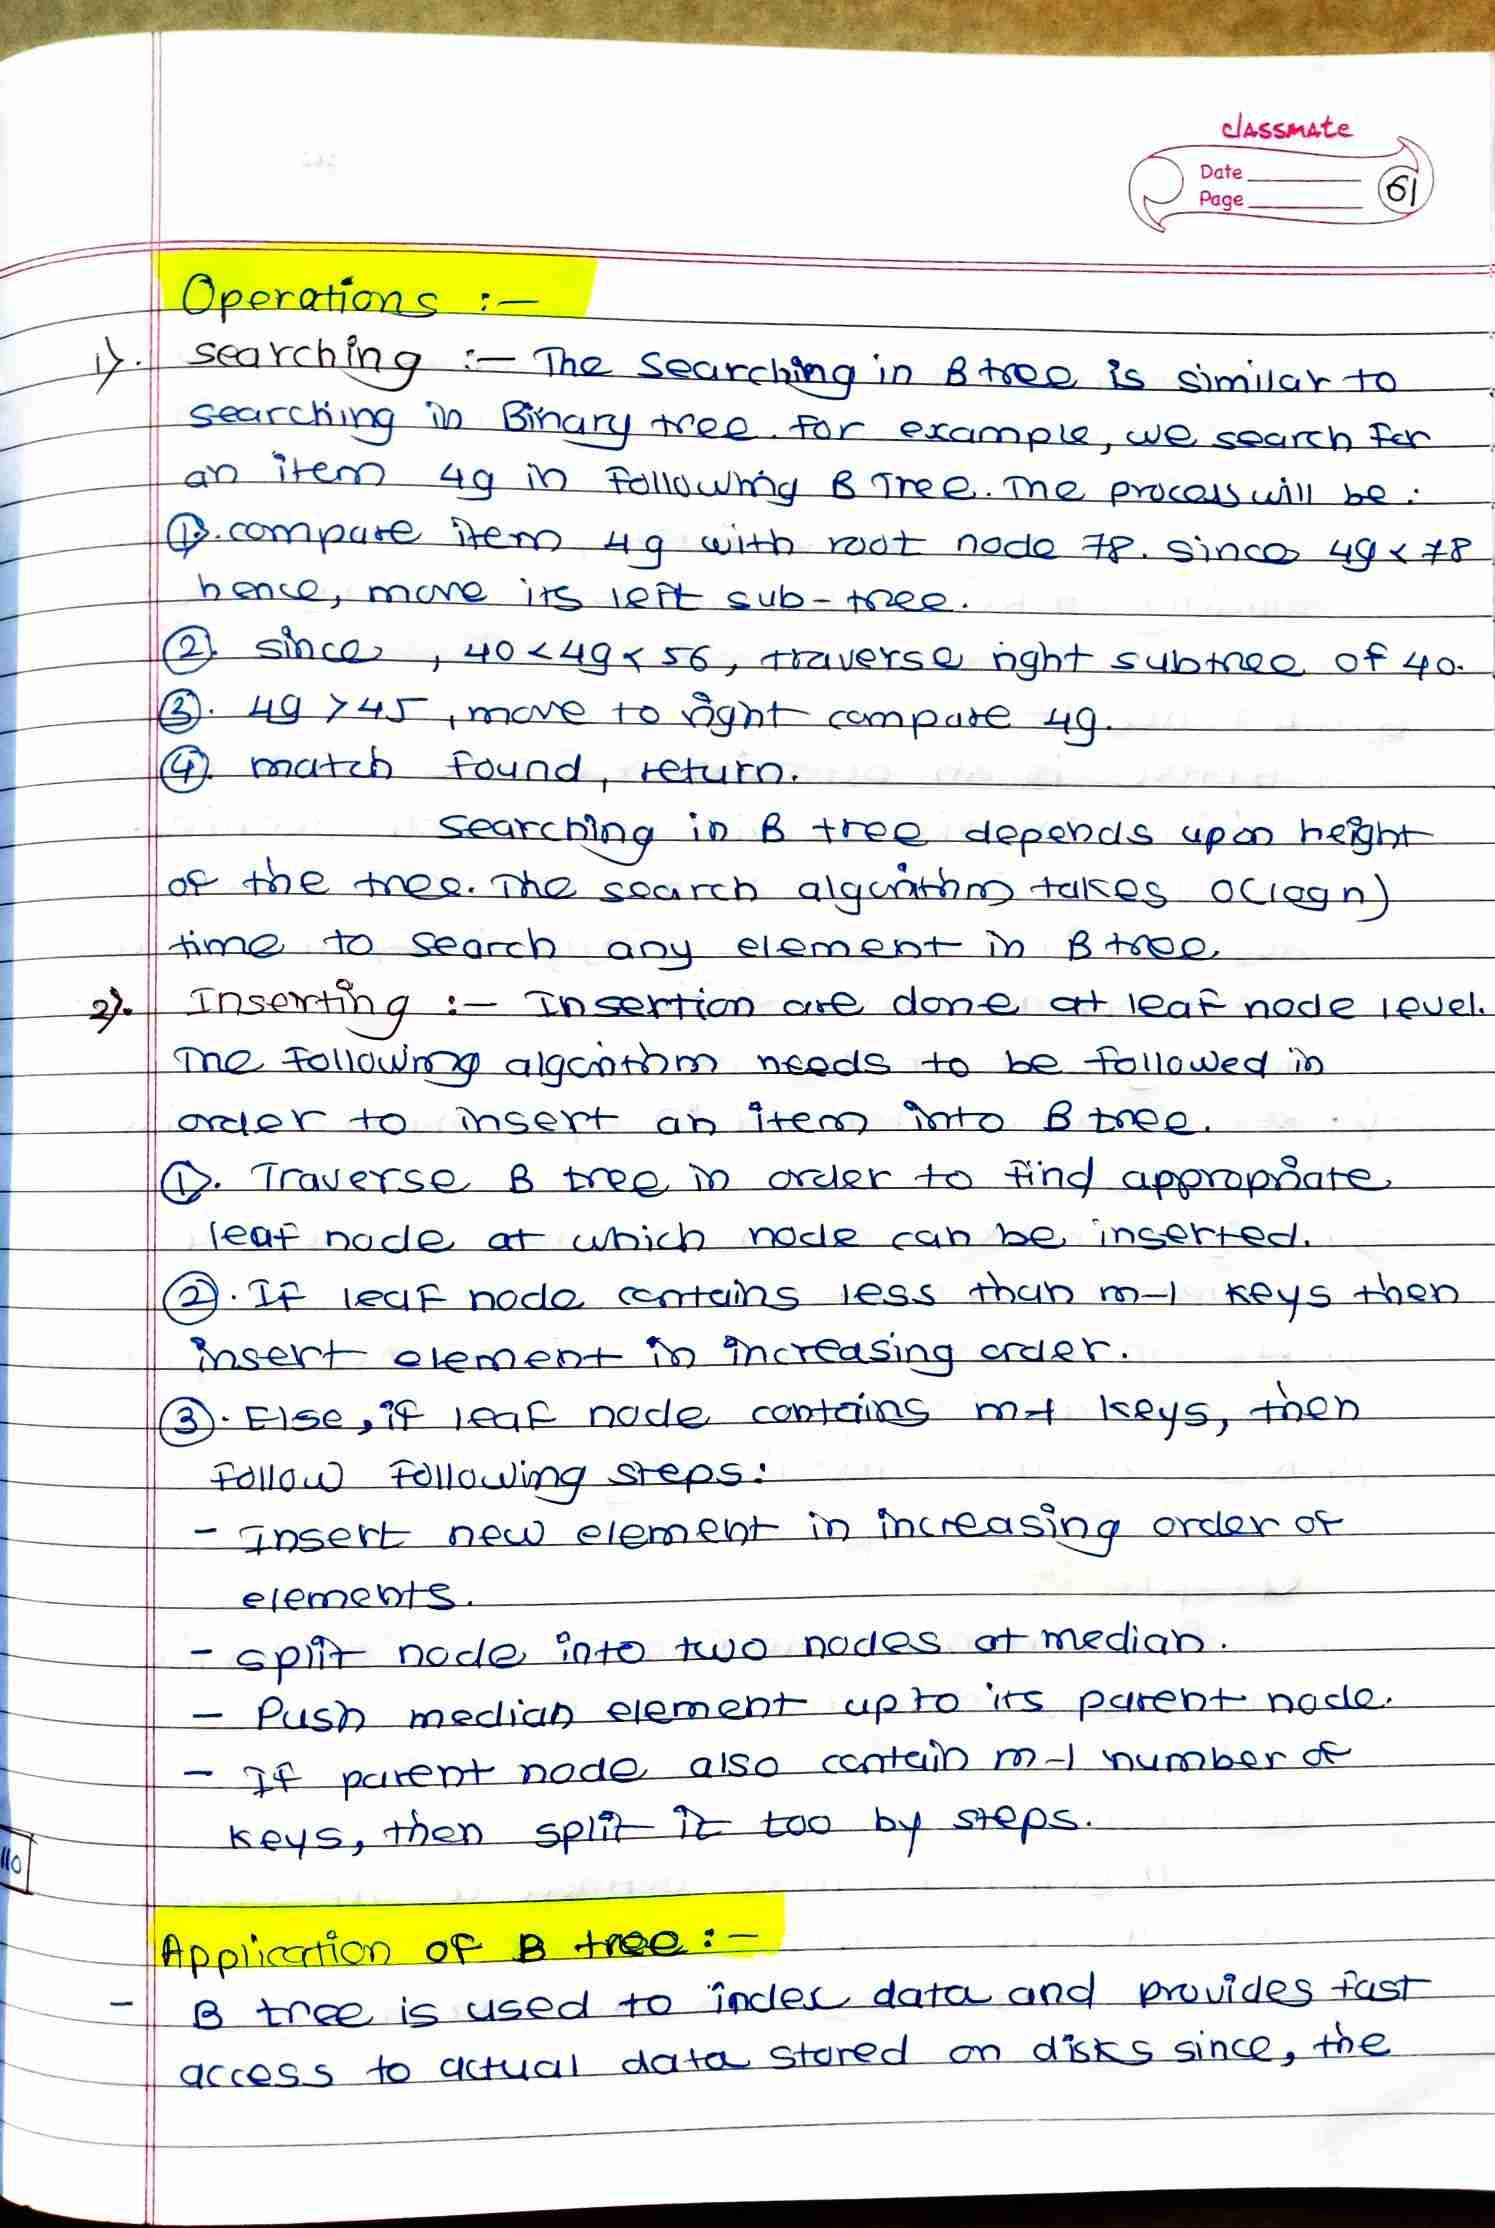 classmate
Date
Page 61
Operations :-
1). searching :- The searching in B tree is similar to
searching in Binary tree. For example, we search for
an item 49 in following B Tree. The process will be :
①. compare item 49 with root node 78. since 49 < 78
hence, move its left sub-tree.
②. since, 40 < 49 < 56, traverse right subtree of 40.
③. 49 > 45, move to right compare 49.
④. match found, return.
searching in B tree depends upon height
of the tree. The search algorithm takes O(logn)
time to search any element in B tree.
2). Inserting :- Insertion are done at leaf node level.
The following algorithm needs to be followed in
order to insert an item into B tree.
①. Traverse B tree in order to find appropriate
leaf node at which node can be inserted.
②. If leaf node contains less than m-1 keys then
insert element in increasing order.
③. Else, if leaf node contains m-1 keys, then
follow following steps:
- Insert new element in increasing order of
elements.
- split node into two nodes at median.
- Push median element upto its parent node.
- If parent node also contain m-1 number of
keys, then split it too by steps.
110
Application of B tree :-
- B tree is used to index data and provides fast
access to actual data stored on disks since, the